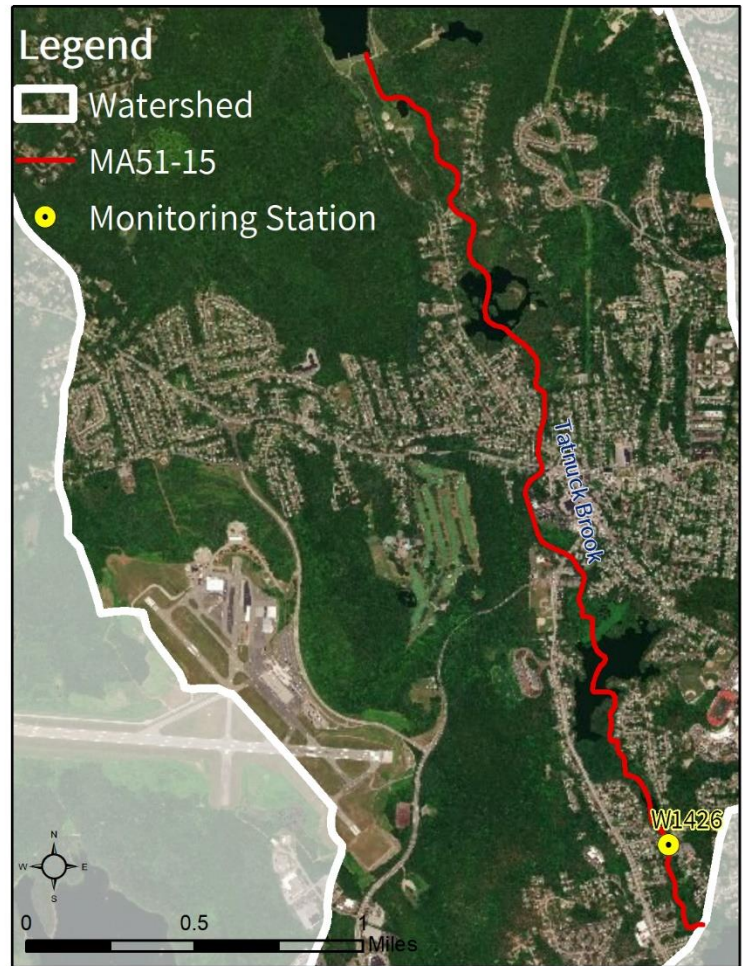 Legend
Watershed
MA51-15
Monitoring Station
Tatnuck Brook
W1426
N
W E
S
0 0.5 1
Miles